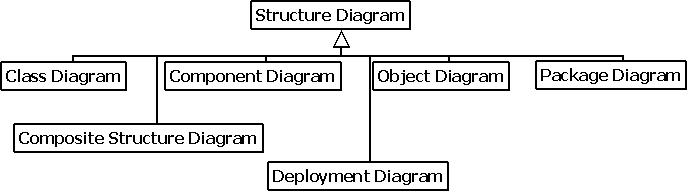 Structure Diagram
Class Diagram
Component Diagram
Object Diagram
Package Diagram
Composite Structure Diagram
Deployment Diagram